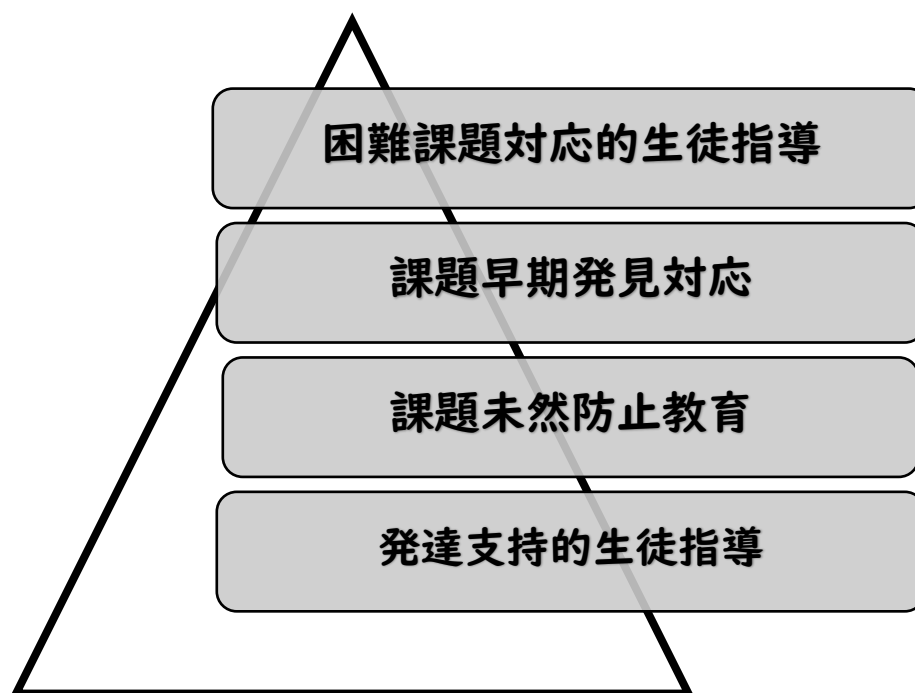 困難課題対応的生徒指導
課題早期発見対応
課題未然防止教育
発達支持的生徒指導